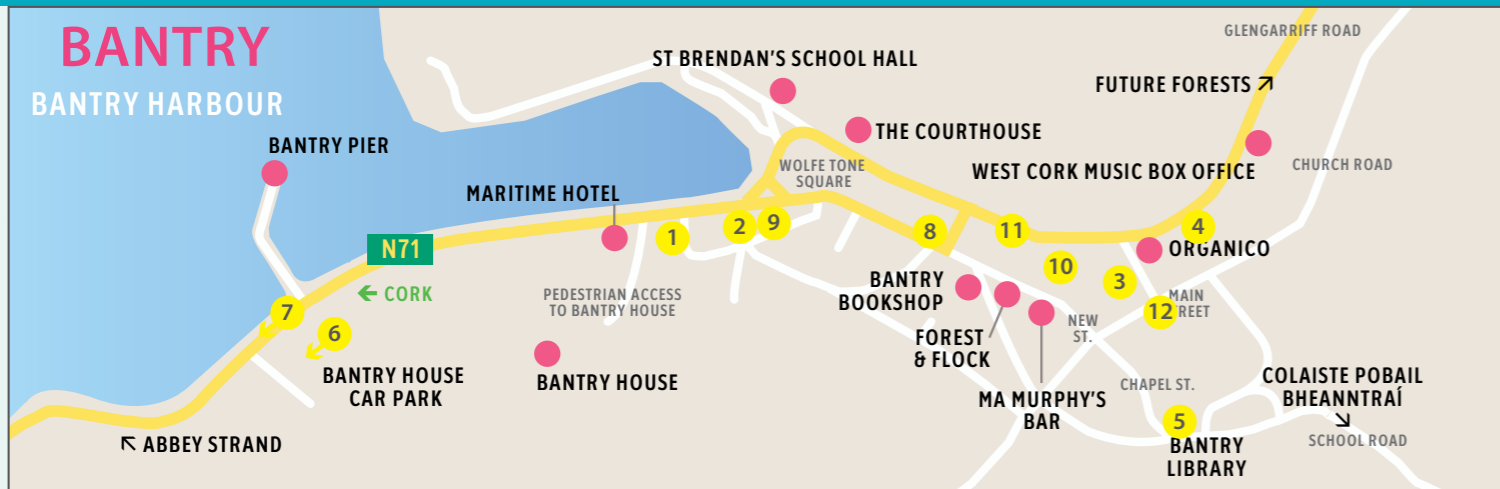 BANTRY
BANTRY HARBOUR
GLENGARRIFF ROAD
ST BRENDAN'S SCHOOL HALL
FUTURE FORESTS ↗
THE COURTHOUSE
BANTRY PIER
WOLFE TONE
SQUARE
WEST CORK MUSIC BOX OFFICE
CHURCH ROAD
MARITIME HOTEL
1
2
9
8
11
4
N71
ORGANICO
10
3
← CORK
PEDESTRIAN ACCESS
TO BANTRY HOUSE
BANTRY
BOOKSHOP
MAIN
REET
12
7
6
NEW
ST.
FOREST
& FLOCK
BANTRY HOUSE
CAR PARK
BANTRY HOUSE
MA MURPHY'S
BAR
CHAPEL ST.
COLAISTE POBAIL
BHEANNTRAÍ
↘
SCHOOL ROAD
5
BANTRY
LIBRARY
↖ ABBEY STRAND